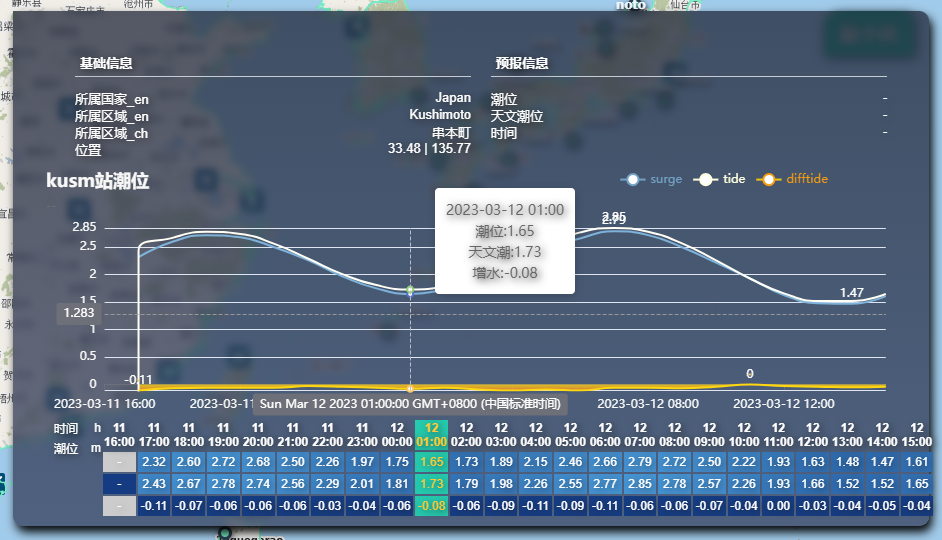 静乐县
沧州市
石家庄市
noto
仙台市
基础信息
预报信息
所属国家_en Japan
所属区域_en Kushimoto
所属区域_ch 串本町
位置 33.48 | 135.77
潮位 -
天文潮位 -
时间 -
kusm站潮位
surge tide difftide
2023-03-12 01:00
潮位:1.65
天文潮:1.73
增水:-0.08
2.85
2.79
2.85
2.5
2
1.5
1.47
1.283
1
0.5
0
-0.11
0
2023-03-11 16:00 2023-03-11 Sun Mar 12 2023 01:00:00 GMT+0800 (中国标准时间) 2023-03-12 08:00 2023-03-12 12:00
时间 h 11 11 11 11 11 11 11 11 12 12 12 12 12 12 12 12 12 12 12 12 12 12 12 12
16:00 17:00 18:00 19:00 20:00 21:00 22:00 23:00 00:00 01:00 02:00 03:00 04:00 05:00 06:00 07:00 08:00 09:00 10:00 11:00 12:00 13:00 14:00 15:00
潮位 m
- 2.32 2.60 2.72 2.68 2.50 2.26 1.97 1.75 1.65 1.73 1.89 2.15 2.46 2.66 2.79 2.72 2.50 2.22 1.93 1.63 1.48 1.47 1.61
- 2.43 2.67 2.78 2.74 2.56 2.29 2.01 1.81 1.73 1.79 1.98 2.26 2.55 2.77 2.85 2.78 2.57 2.26 1.93 1.66 1.52 1.52 1.65
- -0.11 -0.07 -0.06 -0.06 -0.06 -0.03 -0.04 -0.06 -0.08 -0.06 -0.09 -0.11 -0.09 -0.11 -0.06 -0.06 -0.07 -0.04 0.00 -0.03 -0.04 -0.05 -0.04